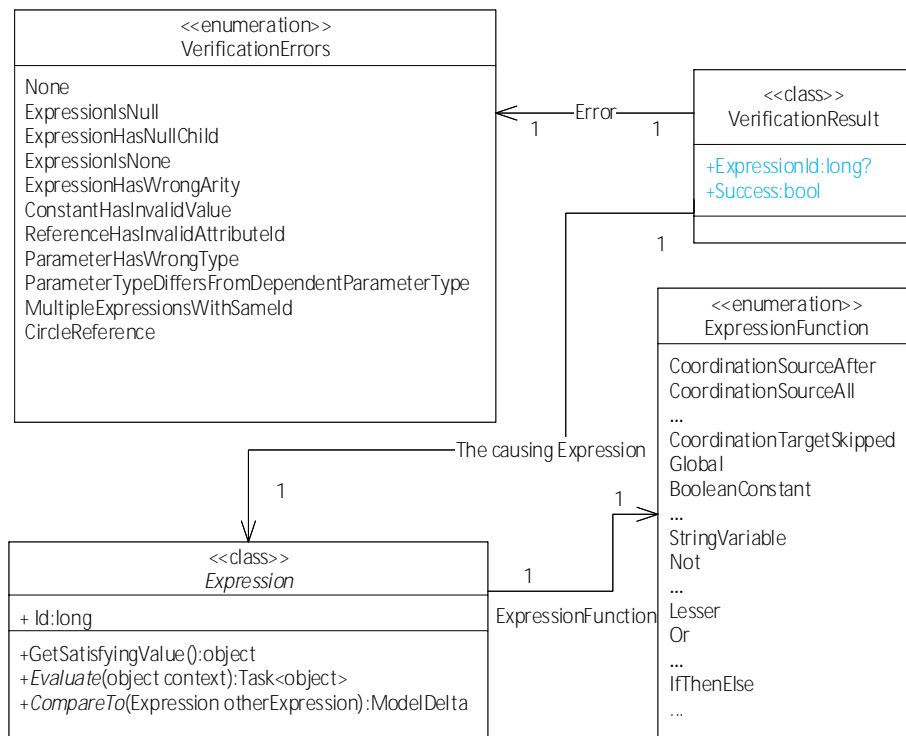 <<enumeration>>
VerificationErrors
None
ExpressionIsNull
ExpressionHasNullChild
ExpressionIsNone
ExpressionHasWrongArity
ConstantHasInvalidValue
ReferenceHasInvalidAttributeId
ParameterHasWrongType
ParameterTypeDiffersFromDependentParameterType
MultipleExpressionsWithSameId
CircleReference
Error
1
1
<<class>>
VerificationResult
+ExpressionId:long?
+Success:bool
1
The causing Expression
1
<<enumeration>>
ExpressionFunction
CoordinationSourceAfter
CoordinationSourceAll
...
CoordinationTargetSkipped
Global
BooleanConstant
...
StringVariable
Not
...
Lesser
Or
...
IfThenElse
...
1
1
ExpressionFunction
<<class>>
Expression
+ Id:long
+GetSatisfyingValue():object
+Evaluate(object context):Task<object>
+CompareTo(Expression otherExpression):ModelDelta